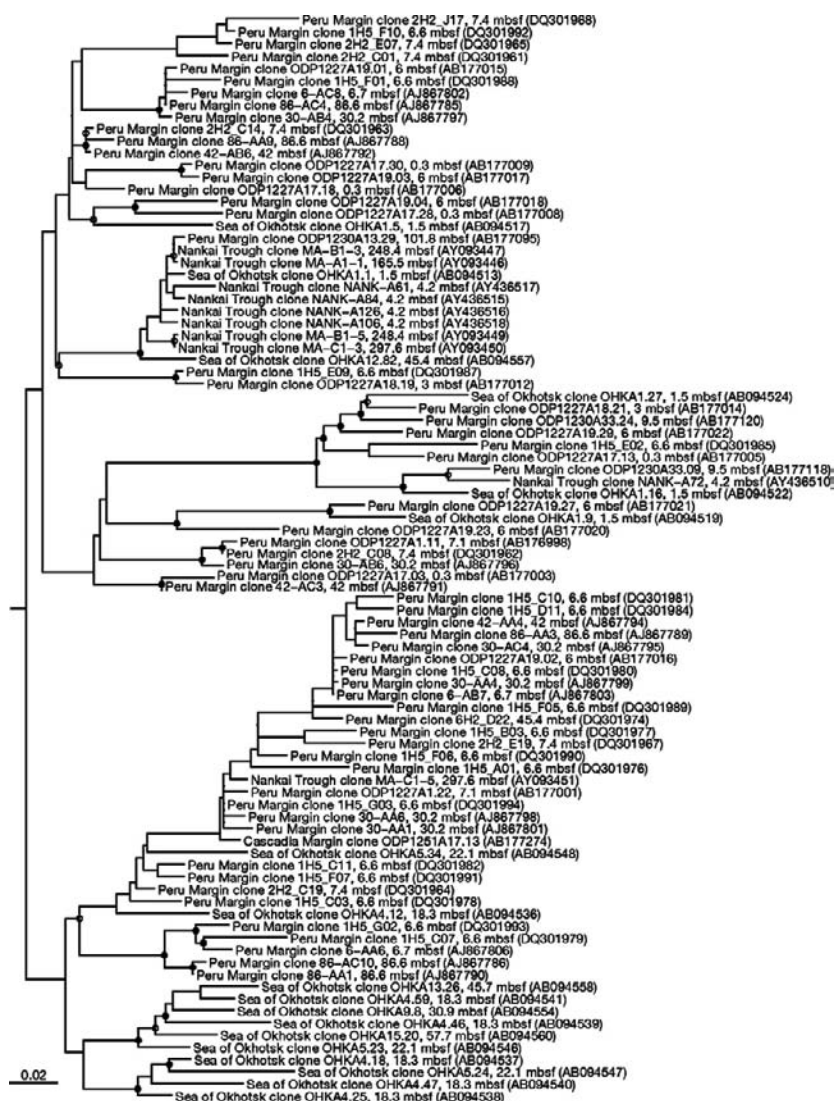 Peru Margin clone 2H2_J17, 7.4 mbsf (DQ301968)
Peru Margin clone 1H5_F10, 6.6 mbsf (DQ301992)
Peru Margin clone 2H2_E07, 7.4 mbsf (DQ301965)
Peru Margin clone 2H2_C01, 7.4 mbsf (DQ301961)
Peru Margin clone ODP1227A19.01, 6 mbsf (AB177015)
Peru Margin clone 1H5_F01, 6.6 mbsf (DQ301988)
Peru Margin clone 6-AC8, 6.7 mbsf (AJ867802)
Peru Margin clone 86-AC4, 86.6 mbsf (AJ867785)
Peru Margin clone 30-AB4, 30.2 mbsf (AJ867797)
Peru Margin clone 2H2_C14, 7.4 mbsf (DQ301963)
Peru Margin clone 86-AA9, 86.6 mbsf (AJ867788)
Peru Margin clone 42-AB6, 42 mbsf (AJ867792)
Peru Margin clone ODP1227A17.30, 0.3 mbsf (AB177009)
Peru Margin clone ODP1227A19.03, 6 mbsf (AB177017)
Peru Margin clone ODP1227A17.18, 0.3 mbsf (AB177006)
Peru Margin clone ODP1227A19.04, 6 mbsf (AB177018)
Peru Margin clone ODP1227A17.28, 0.3 mbsf (AB177008)
Sea of Okhotsk clone OHKA1.5, 1.5 mbsf (AB094517)
Peru Margin clone ODP1230A13.29, 101.8 mbsf (AB177095)
Nankai Trough clone MA-B1-3, 248.4 mbsf (AY093447)
Nankai Trough clone MA-A1-1, 165.5 mbsf (AY093446)
Sea of Okhotsk clone OHKA1.1, 1.5 mbsf (AB094513)
Nankai Trough clone NANK-A61, 4.2 mbsf (AY436517)
Nankai Trough clone NANK-A84, 4.2 mbsf (AY436515)
Nankai Trough clone NANK-A126, 4.2 mbsf (AY436516)
Nankai Trough clone NANK-A106, 4.2 mbsf (AY436518)
Nankai Trough clone MA-B1-5, 248.4 mbsf (AY093449)
Nankai Trough clone MA-C1-3, 297.6 mbsf (AY093450)
Sea of Okhotsk clone OHKA12.82, 45.4 mbsf (AB094557)
Peru Margin clone 1H5_E09, 6.6 mbsf (DQ301987)
Peru Margin clone ODP1227A18.19, 3 mbsf (AB177012)
Sea of Okhotsk clone OHKA1.27, 1.5 mbsf (AB094524)
Peru Margin clone ODP1227A18.21, 3 mbsf (AB177014)
Peru Margin clone ODP1230A33.24, 9.5 mbsf (AB177120)
Peru Margin clone ODP1227A19.29, 6 mbsf (AB177022)
Peru Margin clone 1H5_E02, 6.6 mbsf (DQ301985)
Peru Margin clone ODP1227A17.13, 0.3 mbsf (AB177005)
Peru Margin clone ODP1230A33.09, 9.5 mbsf (AB177118)
Nankai Trough clone NANK-A72, 4.2 mbsf (AY436510)
Sea of Okhotsk clone OHKA1.16, 1.5 mbsf (AB094522)
Peru Margin clone ODP1227A19.27, 6 mbsf (AB177021)
Sea of Okhotsk clone OHKA1.9, 1.5 mbsf (AB094519)
Peru Margin clone ODP1227A19.23, 6 mbsf (AB177020)
Peru Margin clone ODP1227A1.11, 7.1 mbsf (AB176998)
Peru Margin clone 2H2_C08, 7.4 mbsf (DQ301962)
Peru Margin clone 30-AB6, 30.2 mbsf (AJ867796)
Peru Margin clone ODP1227A17.03, 0.3 mbsf (AB177003)
Peru Margin clone 42-AC3, 42 mbsf (AJ867791)
Peru Margin clone 1H5_C10, 6.6 mbsf (DQ301981)
Peru Margin clone 1H5_D11, 6.6 mbsf (DQ301984)
Peru Margin clone 42-AA4, 42 mbsf (AJ867794)
Peru Margin clone 86-AA3, 86.6 mbsf (AJ867789)
Peru Margin clone 30-AC4, 30.2 mbsf (AJ867795)
Peru Margin clone ODP1227A19.02, 6 mbsf (AB177016)
Peru Margin clone 1H5_C08, 6.6 mbsf (DQ301980)
Peru Margin clone 30-AA4, 30.2 mbsf (AJ867799)
Peru Margin clone 6-AB7, 6.7 mbsf (AJ867803)
Peru Margin clone 1H5_F05, 6.6 mbsf (DQ301989)
Peru Margin clone 6H2_D22, 45.4 mbsf (DQ301974)
Peru Margin clone 1H5_B03, 6.6 mbsf (DQ301977)
Peru Margin clone 2H2_E19, 7.4 mbsf (DQ301967)
Peru Margin clone 1H5_F06, 6.6 mbsf (DQ301990)
Peru Margin clone 1H5_A01, 6.6 mbsf (DQ301976)
Nankai Trough clone MA-C1-5, 297.6 mbsf (AY093451)
Peru Margin clone ODP1227A1.22, 7.1 mbsf (AB177001)
Peru Margin clone 1H5_G03, 6.6 mbsf (DQ301994)
Peru Margin clone 30-AA6, 30.2 mbsf (AJ867798)
Peru Margin clone 30-AA1, 30.2 mbsf (AJ867801)
Cascadia Margin clone ODP1251A17.13 (AB177274)
Sea of Okhotsk clone OHKA5.34, 22.1 mbsf (AB094548)
Peru Margin clone 1H5_C11, 6.6 mbsf (DQ301982)
Peru Margin clone 1H5_F07, 6.6 mbsf (DQ301991)
Peru Margin clone 2H2_C19, 7.4 mbsf (DQ301964)
Peru Margin clone 1H5_C03, 6.6 mbsf (DQ301978)
Sea of Okhotsk clone OHKA4.12, 18.3 mbsf (AB094536)
Peru Margin clone 1H5_G02, 6.6 mbsf (DQ301993)
Peru Margin clone 1H5_C07, 6.6 mbsf (DQ301979)
Peru Margin clone 6-AA6, 6.7 mbsf (AJ867806)
Peru Margin clone 86-AC10, 86.6 mbsf (AJ867786)
Peru Margin clone 86-AA1, 86.6 mbsf (AJ867790)
Sea of Okhotsk clone OHKA13.26, 45.7 mbsf (AB094558)
Sea of Okhotsk clone OHKA4.59, 18.3 mbsf (AB094541)
Sea of Okhotsk clone OHKA9.8, 30.9 mbsf (AB094554)
Sea of Okhotsk clone OHKA4.46, 18.3 mbsf (AB094539)
Sea of Okhotsk clone OHKA15.20, 57.7 mbsf (AB094560)
Sea of Okhotsk clone OHKA5.23, 22.1 mbsf (AB094546)
Sea of Okhotsk clone OHKA4.18, 18.3 mbsf (AB094537)
Sea of Okhotsk clone OHKA5.24, 22.1 mbsf (AB094547)
Sea of Okhotsk clone OHKA4.47, 18.3 mbsf (AB094540)
Sea of Okhotsk clone OHKA4.25, 18.3 mbsf (AB094538)
0.02